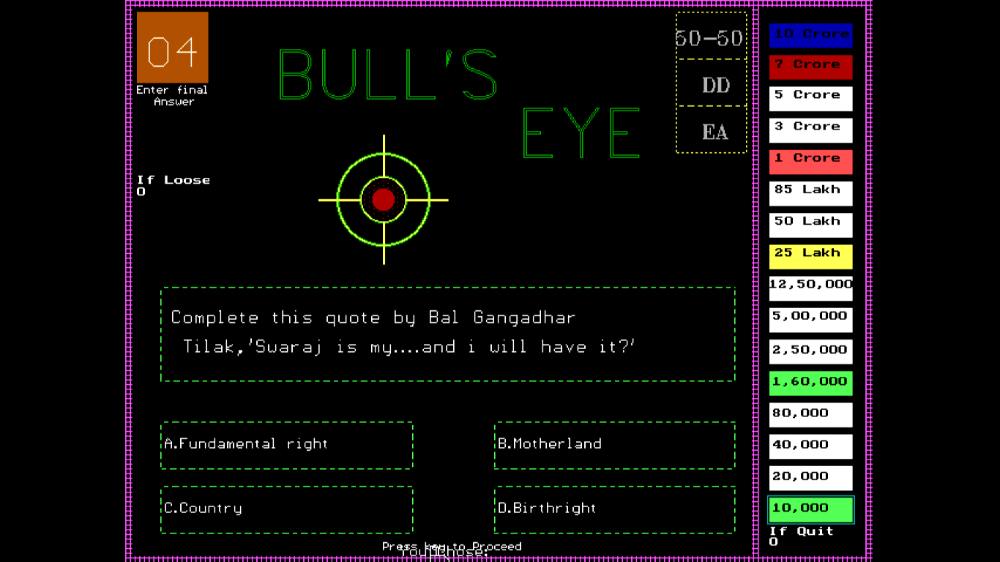 04
Enter final
Answer
BULL'S
EYE
50-50
DD
EA
If Loose
0
Complete this quote by Bal Gangadhar
Tilak,'Swaraj is my....and i will have it?'
A.Fundamental right
B.Motherland
C.Country
D.Birthright
Press key to Proceed
You chose:
10 Crore
7 Crore
5 Crore
3 Crore
1 Crore
85 Lakh
50 Lakh
25 Lakh
12,50,000
5,00,000
2,50,000
1,60,000
80,000
40,000
20,000
10,000
If Quit
0